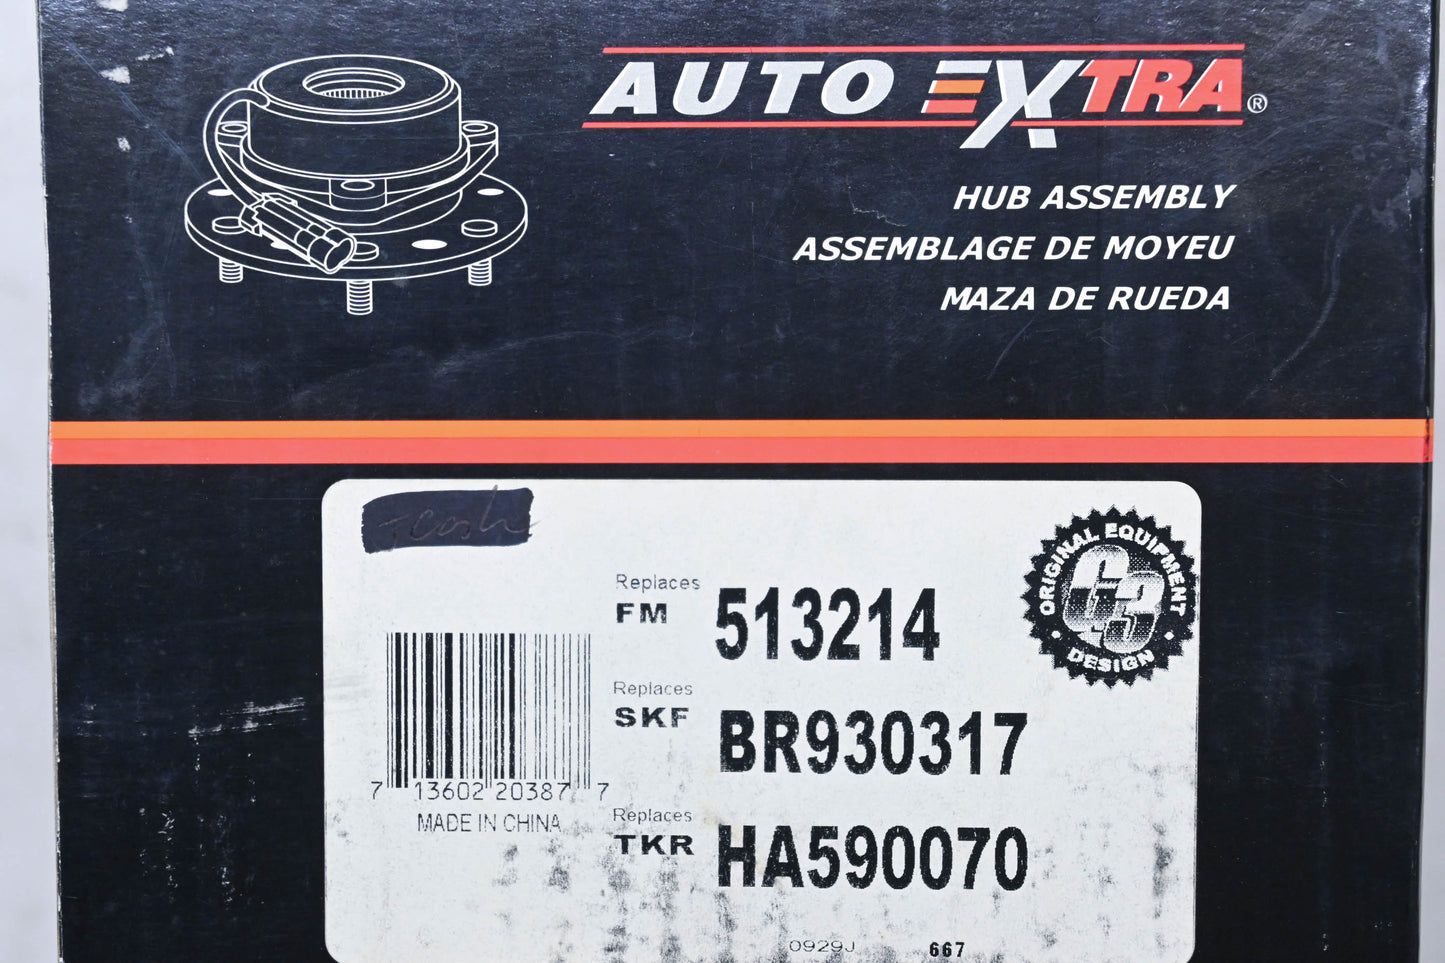 AUTO EXTRA®
HUB ASSEMBLY
ASSEMBLAGE DE MOYEU
MAZA DE RUEDA
Replaces
FM 513214
ORIGINAL EQUIPMENT
G3
DESIGN
Replaces
SKF BR930317
7 13602 20387 7
MADE IN CHINA
Replaces
TKR HA590070
0929J 667